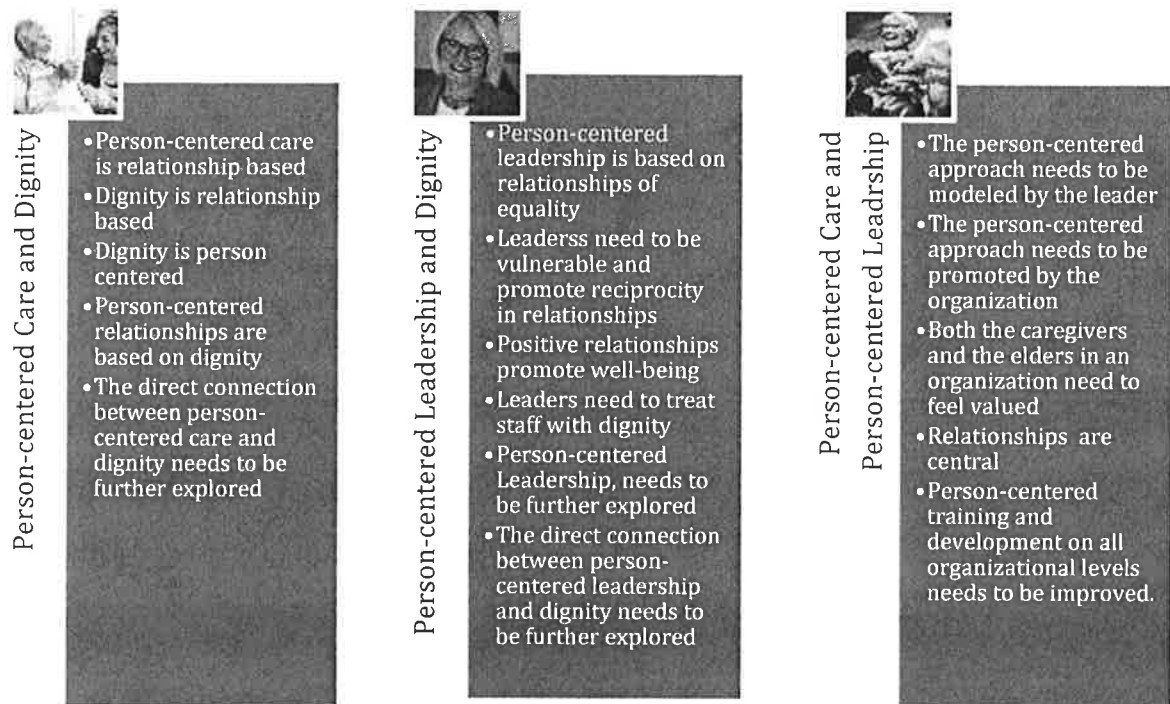 Person-centered Care and Dignity
•Person-centered care
is relationship based
•Dignity is relationship
based
•Dignity is person
centered
•Person-centered
relationships are
based on dignity
•The direct connection
between person-
centered care and
dignity needs to be
further explored
Person-centered Leadership and Dignity
•Person-centered
leadership is based on
relationships of
equality
•Leaderss need to be
vulnerable and
promote reciprocity
in relationships
•Positive relationships
promote well-being
•Leaders need to treat
staff with dignity
•Person-centered
Leadership, needs to
be further explored
•The direct connection
between person-
centered leadership
and dignity needs to
be further explored
Person-centered Care and
Person-centered Leadrship
•The person-centered
approach needs to be
modeled by the leader
•The person-centered
approach needs to be
promoted by the
organization
•Both the caregivers
and the elders in an
organization need to
feel valued
•Relationships are
central
•Person-centered
training and
development on all
organizational levels
needs to be improved.